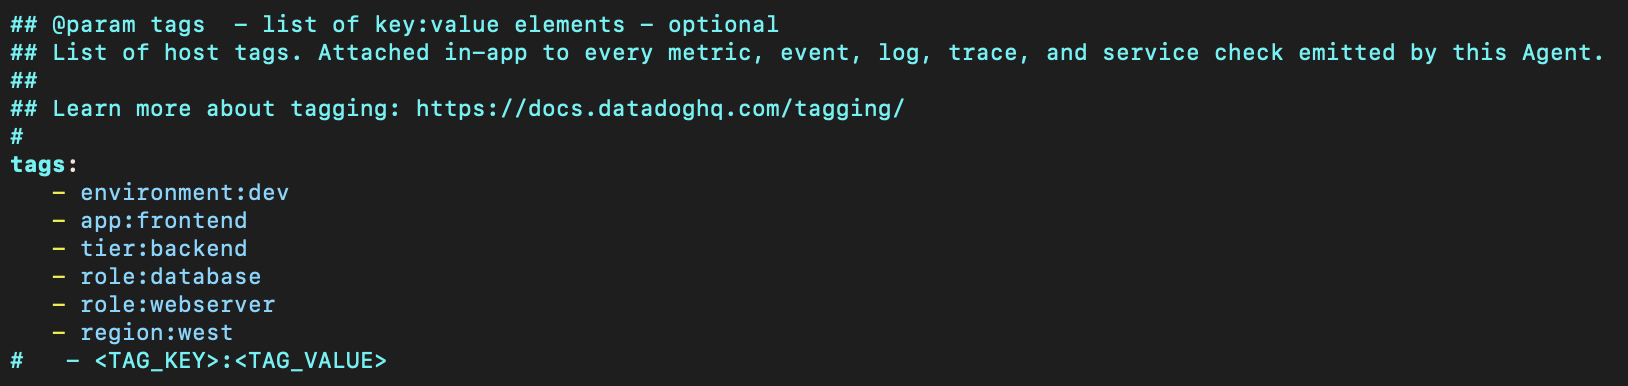 ## @param tags  - list of key:value elements - optional
## List of host tags. Attached in-app to every metric, event, log, trace, and service check emitted by this Agent.
##
## Learn more about tagging: https://docs.datadoghq.com/tagging/
#
tags:
   - environment:dev
   - app:frontend
   - tier:backend
   - role:database
   - role:webserver
   - region:west
#   - <TAG_KEY>:<TAG_VALUE>